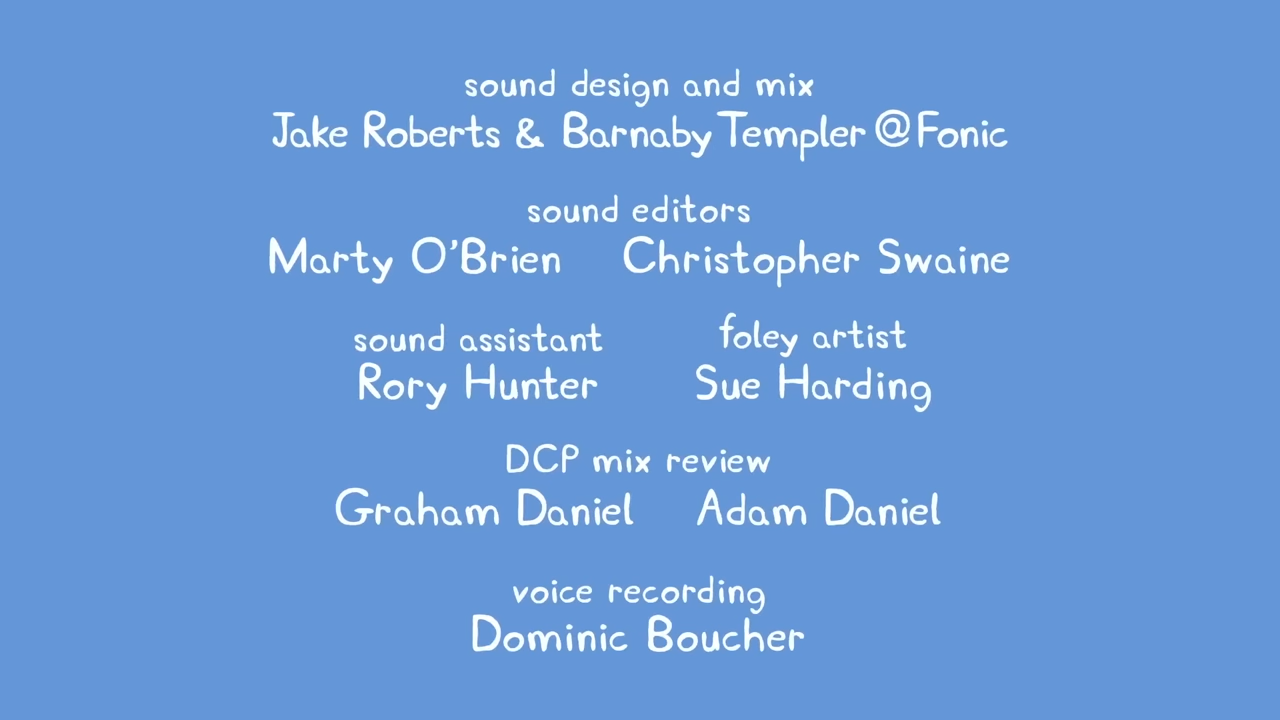 sound design and mix
Jake Roberts & Barnaby Templer @Fonic
sound editors
Marty O'Brien Christopher Swaine
sound assistant foley artist
Rory Hunter Sue Harding
DCP mix review
Graham Daniel Adam Daniel
voice recording
Dominic Boucher